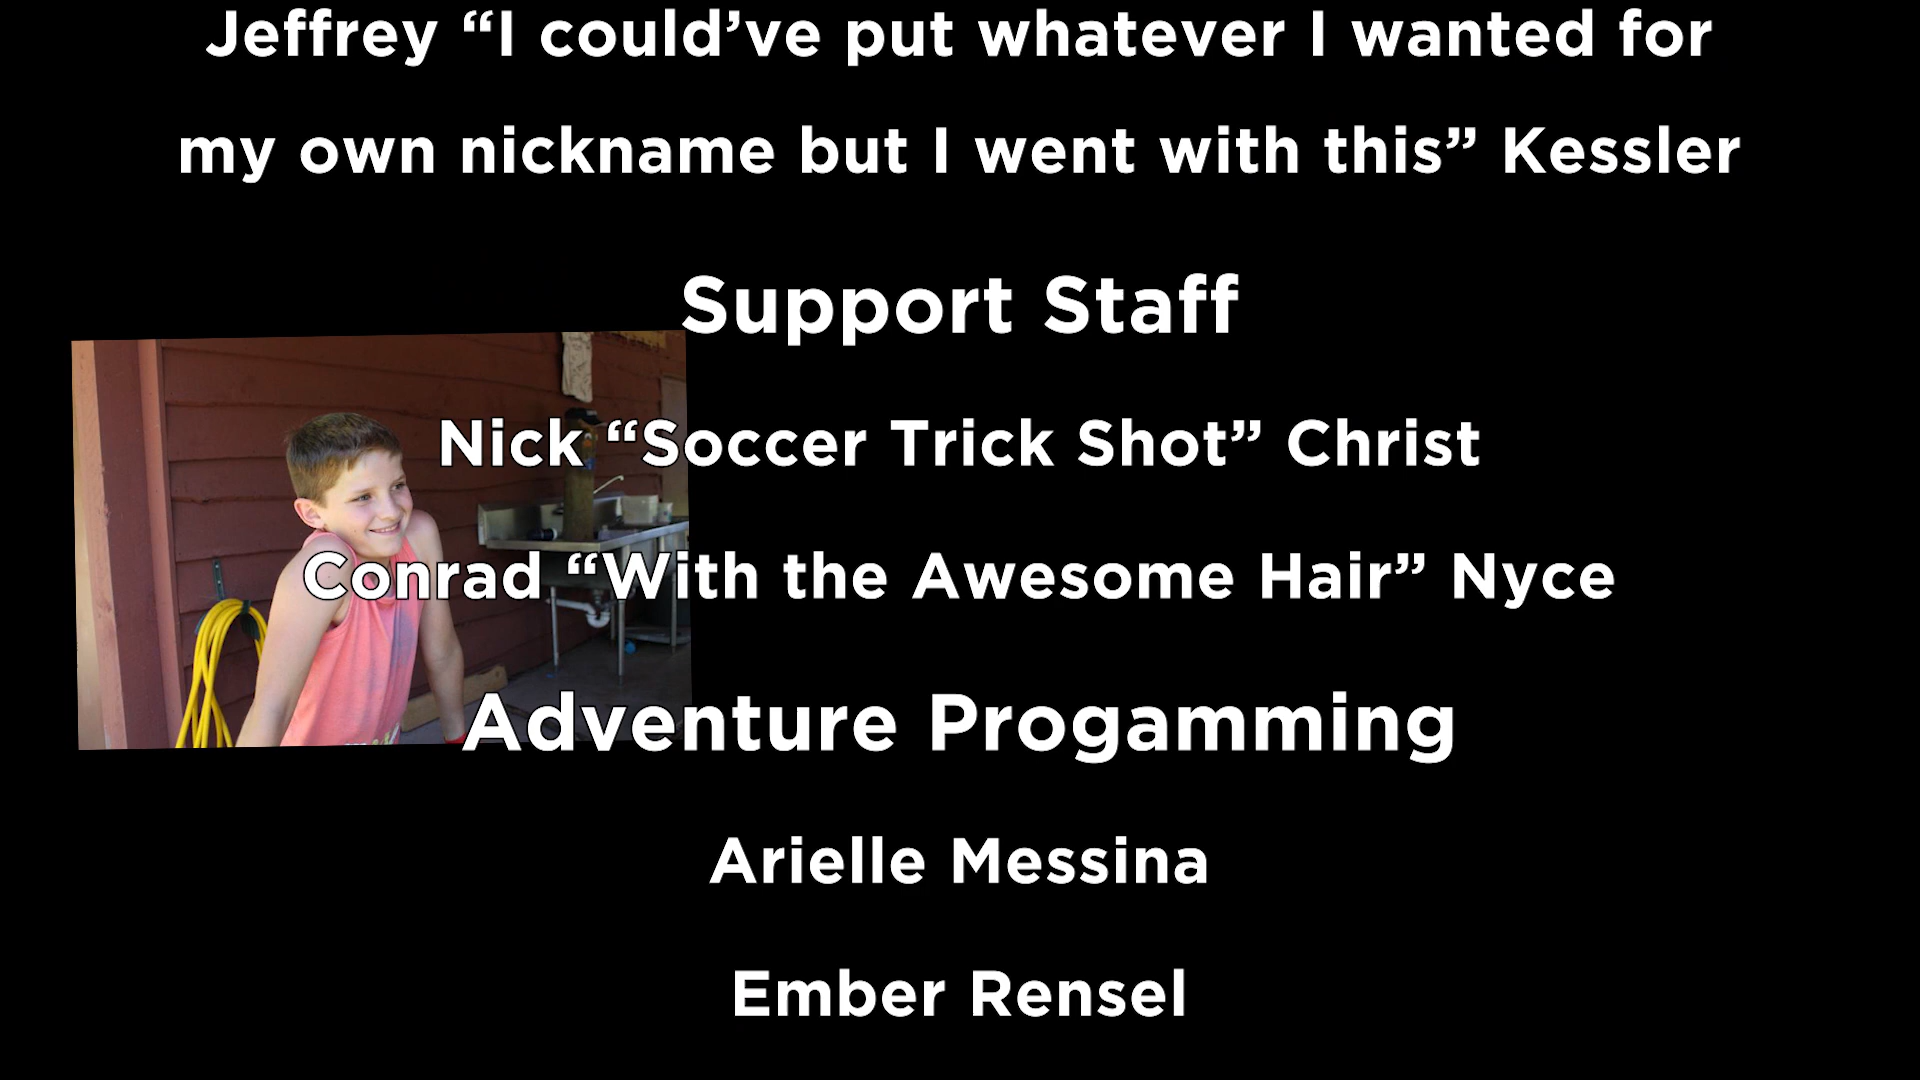 Jeffrey “I could’ve put whatever I wanted for
my own nickname but I went with this” Kessler
Support Staff
Nick “Soccer Trick Shot” Christ
Conrad “With the Awesome Hair” Nyce
Adventure Progamming
Arielle Messina
Ember Rensel